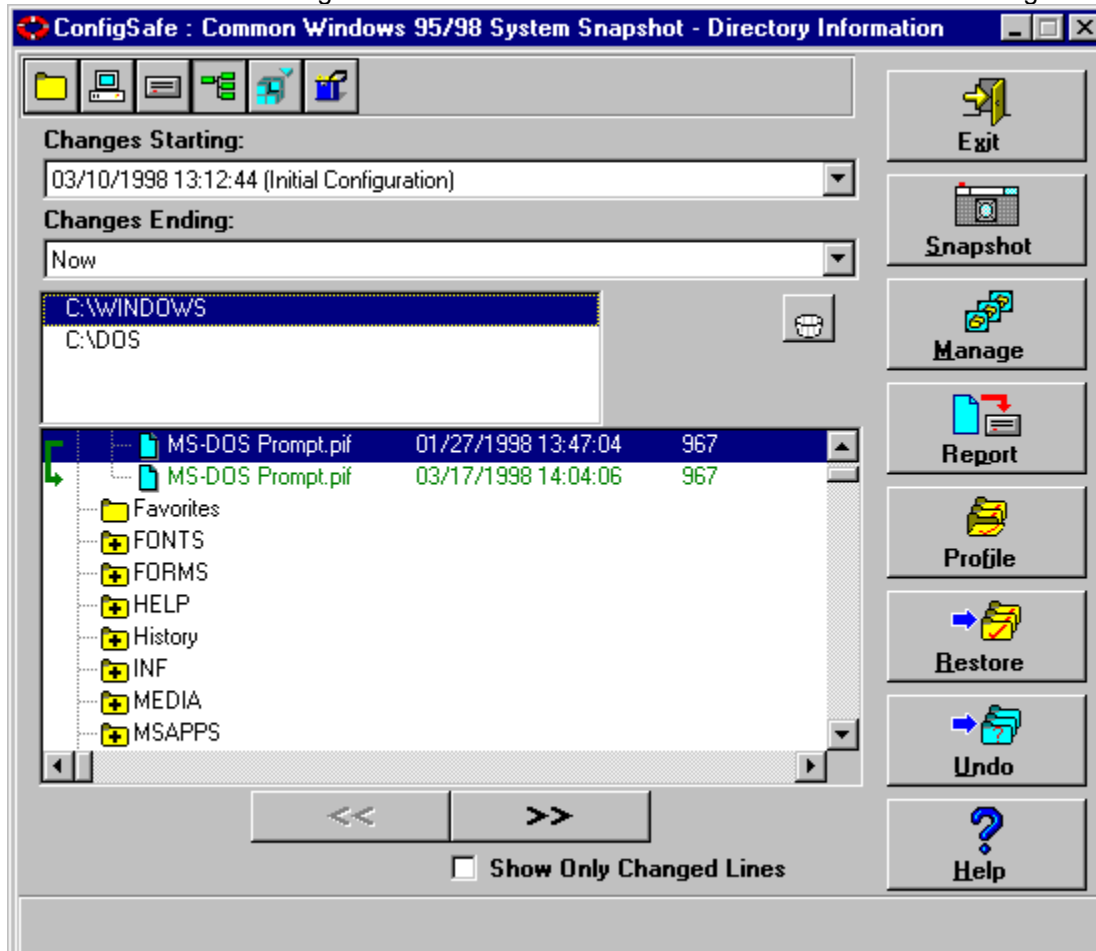 ConfigSafe : Common Windows 95/98 System Snapshot - Directory Information
Changes Starting:
03/10/1998 13:12:44 (Initial Configuration)
Changes Ending:
Now
C:\WINDOWS
C:\DOS
MS-DOS Prompt.pif 01/27/1998 13:47:04 967
MS-DOS Prompt.pif 03/17/1998 14:04:06 967
Favorites
FONTS
FORMS
HELP
History
INF
MEDIA
MSAPPS
<< >>
Show Only Changed Lines
Exit
Snapshot
Manage
Report
Profile
Restore
Undo
Help